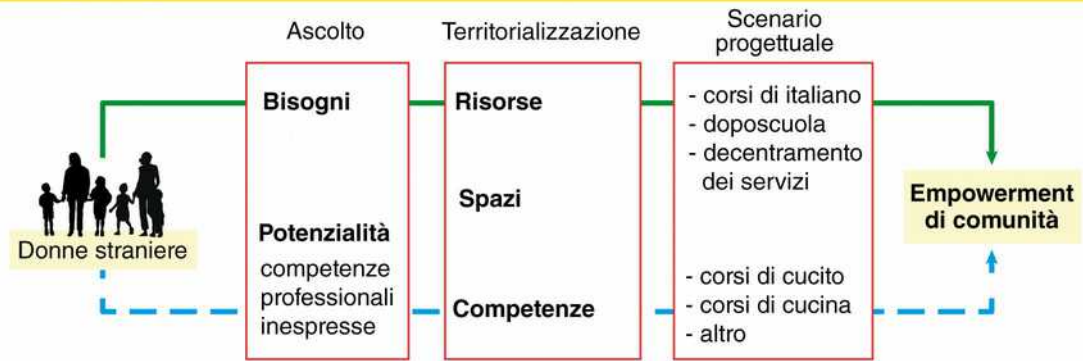 Ascolto
Territorializzazione
Scenario
progettuale
Bisogni
Risorse
- corsi di italiano
- doposcuola
- decentramento
dei servizi
Spazi
Empowerment
di comunità
Donne straniere
Potenzialità
competenze
professionali
inespresse
Competenze
- corsi di cucito
- corsi di cucina
- altro